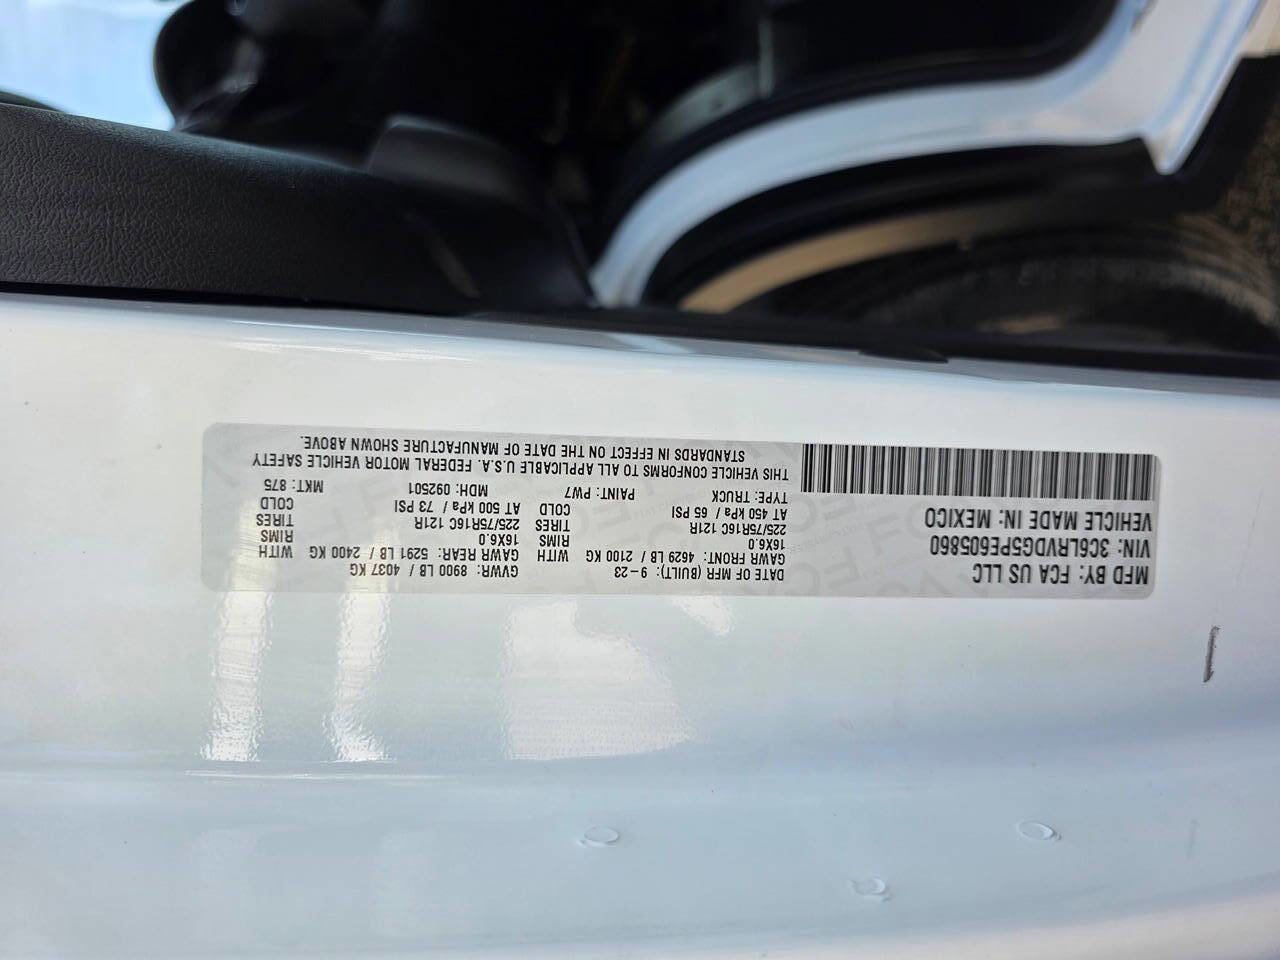 MFD BY: FCA US LLC
VIN: 3C6LRVDG5PE605860
VEHICLE MADE IN: MEXICO
DATE OF MFR (BUILT): 9-23
GVWR: 8900 LB / 4037 KG
GAWR FRONT: 4629 LB / 2100 KG WITH
16X6.0 RIMS
225/75R16C 121R TIRES
AT 450 kPa / 65 PSI COLD
GAWR REAR: 5291 LB / 2400 KG WITH
16X6.0 RIMS
225/75R16C 121R TIRES
AT 500 kPa / 73 PSI COLD
TYPE: TRUCK PAINT: PW7 MDH: 092501 MKT: 875
THIS VEHICLE CONFORMS TO ALL APPLICABLE U.S.A. FEDERAL MOTOR VEHICLE SAFETY
STANDARDS IN EFFECT ON THE DATE OF MANUFACTURE SHOWN ABOVE.